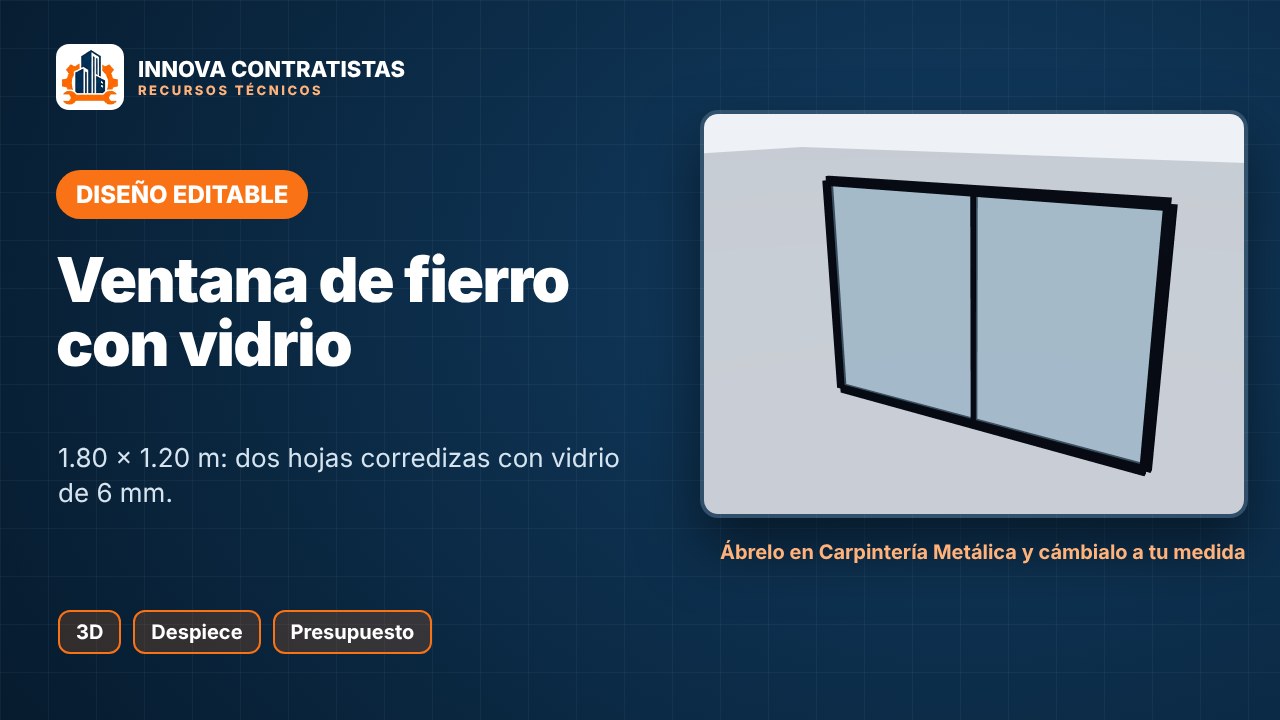 INNOVA CONTRATISTAS
RECURSOS TÉCNICOS
DISEÑO EDITABLE
Ventana de fierro
con vidrio
1.80 × 1.20 m: dos hojas corredizas con vidrio
de 6 mm.
Ábrelo en Carpintería Metálica y cámbialo a tu medida
3D
Despiece
Presupuesto